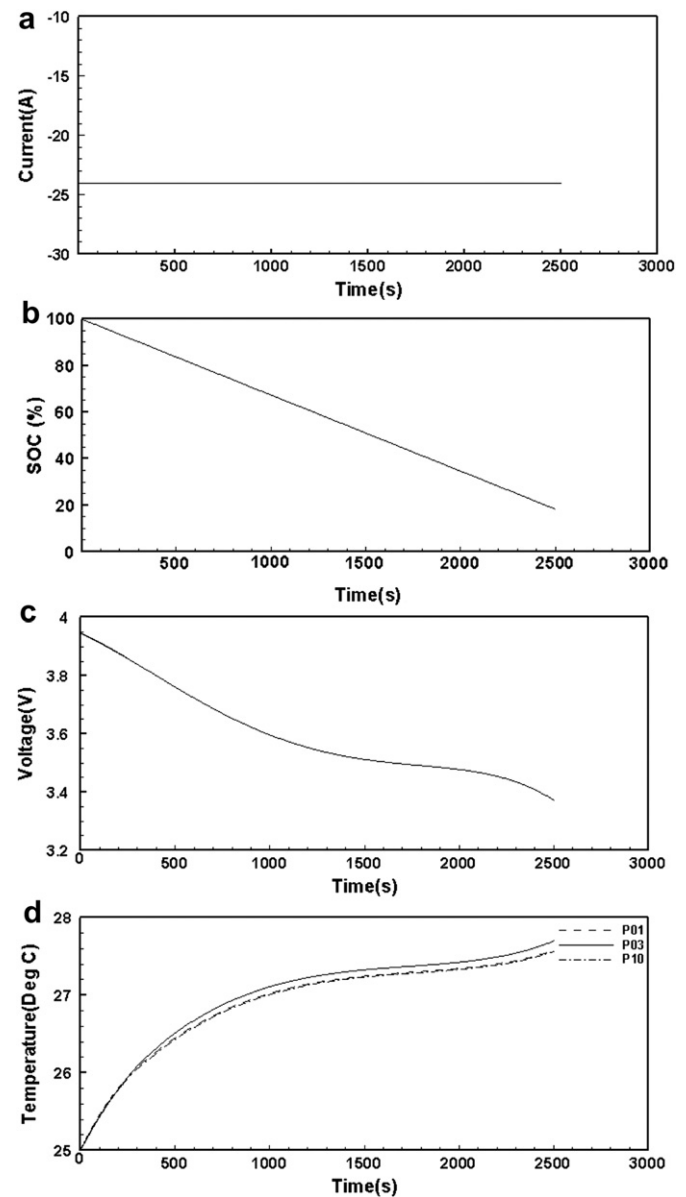 a
-10
-15
-20
-25
-30
Current(A)
500 1000 1500 2000 2500 3000
Time(s)
b
100
80
60
40
20
0
SOC (%)
500 1000 1500 2000 2500 3000
Time(s)
c
4
3.8
3.6
3.4
3.2
Voltage(V)
0 500 1000 1500 2000 2500 3000
Time(s)
d
28
27
26
25
Temperature(Deg C)
P01
P03
P10
0 500 1000 1500 2000 2500 3000
Time(s)